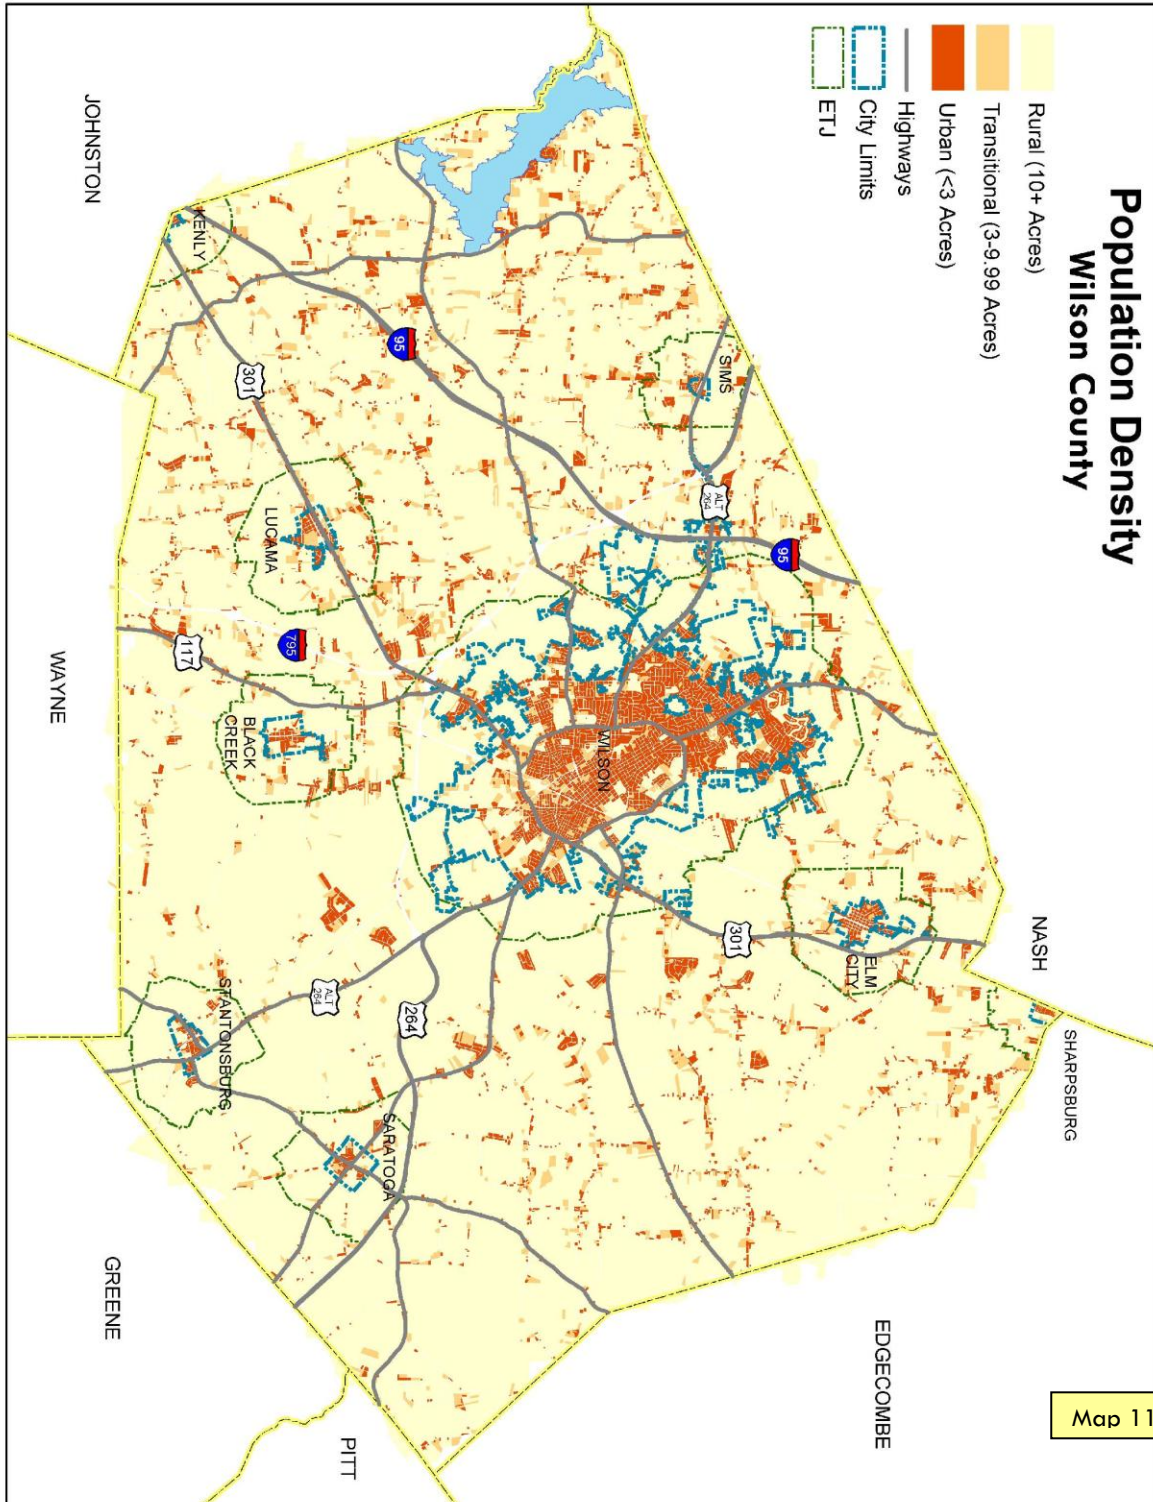 Population Density
Wilson County
Rural (10+ Acres)
Transitional (3-9.99 Acres)
Urban (<3 Acres)
Highways
City Limits
ETJ
NASH
SHARPSBURG
EDGECOMBE
Map 11
95
301
ELM
CITY
ALT
264
SIMS
WILSON
95
264
SARATOGA
ALT
264
301
LUCAMA
795
BLACK
CREEK
STANTONSBURG
117
KENLY
JOHNSTON
WAYNE
GREENE
PITT